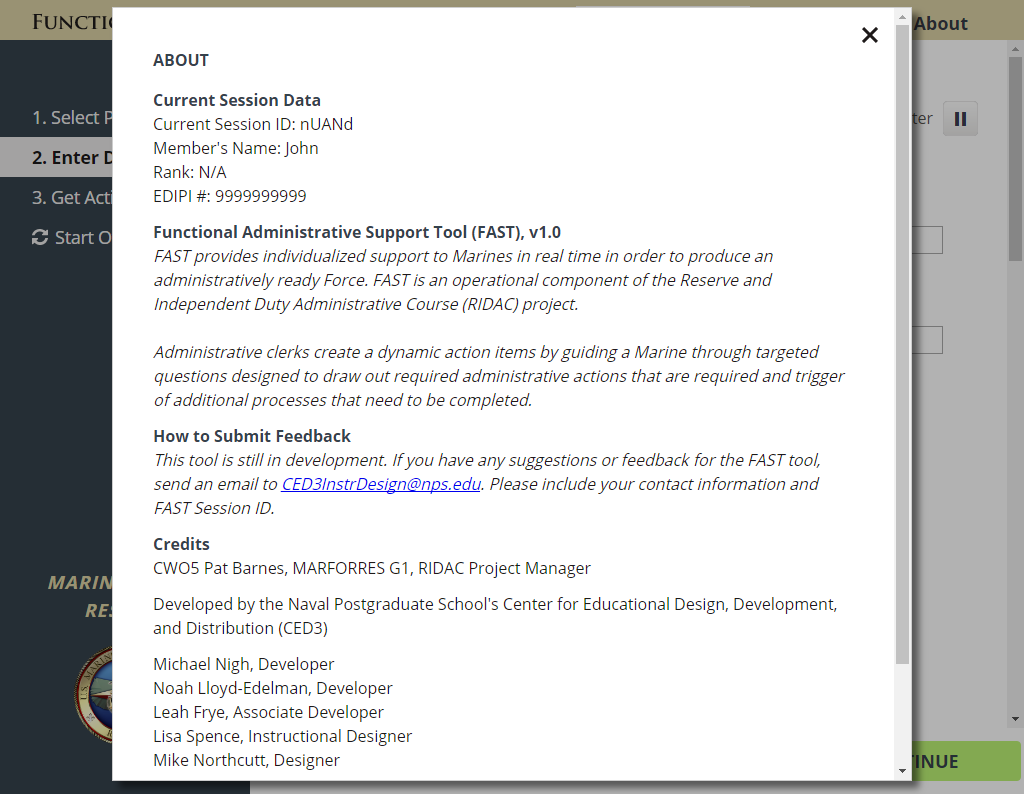 About
ABOUT
Current Session Data
Current Session ID: nUANd
Member's Name: John
Rank: N/A
EDIPI #: 9999999999
Functional Administrative Support Tool (FAST), v1.0
FAST provides individualized support to Marines in real time in order to produce an
administratively ready Force. FAST is an operational component of the Reserve and
Independent Duty Administrative Course (RIDAC) project.
Administrative clerks create a dynamic action items by guiding a Marine through targeted
questions designed to draw out required administrative actions that are required and trigger
of additional processes that need to be completed.
How to Submit Feedback
This tool is still in development. If you have any suggestions or feedback for the FAST tool,
send an email to CED3InstrDesign@nps.edu. Please include your contact information and
FAST Session ID.
Credits
CWO5 Pat Barnes, MARFORRES G1, RIDAC Project Manager
Developed by the Naval Postgraduate School's Center for Educational Design, Development,
and Distribution (CED3)
Michael Nigh, Developer
Noah Lloyd-Edelman, Developer
Leah Frye, Associate Developer
Lisa Spence, Instructional Designer
Mike Northcutt, Designer
1. Select
2. Enter
3. Get
Start